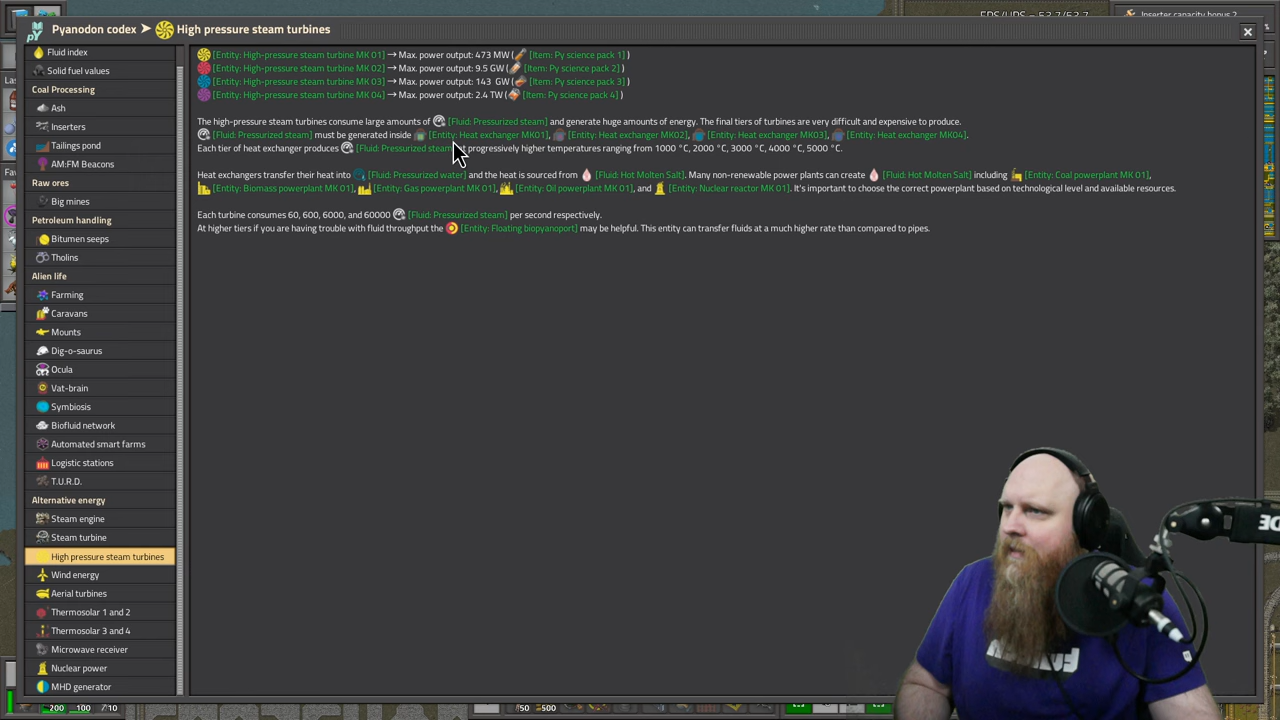 EPS/UPS = 53.7/53.7
Inserter capacity bonus 2
Pyanodon codex
High pressure steam turbines
Fluid index
Solid fuel values
Coal Processing
Ash
Inserters
Tailings pond
AM:FM Beacons
Raw ores
Big mines
Petroleum handling
Bitumen seeps
Tholins
Alien life
Farming
Caravans
Mounts
Dig-o-saurus
Ocula
Vat-brain
Symbiosis
Biofluid network
Automated smart farms
Logistic stations
T.U.R.D.
Alternative energy
Steam engine
Steam turbine
High pressure steam turbines
Wind energy
Aerial turbines
Thermosolar 1 and 2
Thermosolar 3 and 4
Microwave receiver
Nuclear power
MHD generator
[Entity: High-pressure steam turbine MK 01] → Max. power output: 473 MW ( [Item: Py science pack 1] )
[Entity: High-pressure steam turbine MK 02] → Max. power output: 9.5 GW ( [Item: Py science pack 2] )
[Entity: High-pressure steam turbine MK 03] → Max. power output: 143 GW ( [Item: Py science pack 3] )
[Entity: High-pressure steam turbine MK 04] → Max. power output: 2.4 TW ( [Item: Py science pack 4] )
The high-pressure steam turbines consume large amounts of [Fluid: Pressurized steam] and generate huge amounts of energy. The final tiers of turbines are very difficult and expensive to produce.
[Fluid: Pressurized steam] must be generated inside [Entity: Heat exchanger MK01], [Entity: Heat exchanger MK02], [Entity: Heat exchanger MK03], [Entity: Heat exchanger MK04].
Each tier of heat exchanger produces [Fluid: Pressurized steam at progressively higher temperatures ranging from 1000 °C, 2000 °C, 3000 °C, 4000 °C, 5000 °C.
Heat exchangers transfer their heat into [Fluid: Pressurized water] and the heat is sourced from [Fluid: Hot Molten Salt]. Many non-renewable power plants can create [Fluid: Hot Molten Salt] including [Entity: Coal powerplant MK 01],
[Entity: Biomass powerplant MK 01], [Entity: Gas powerplant MK 01], [Entity: Oil powerplant MK 01], and [Entity: Nuclear reactor MK 01]. It's important to choose the correct powerplant based on technological level and available resources.
Each turbine consumes 60, 600, 6000, and 60000 [Fluid: Pressurized steam] per second respectively.
At higher tiers if you are having trouble with fluid throughput the [Entity: Floating biopyanoport] may be helpful. This entity can transfer fluids at a much higher rate than compared to pipes.
200 100 /10
50 500